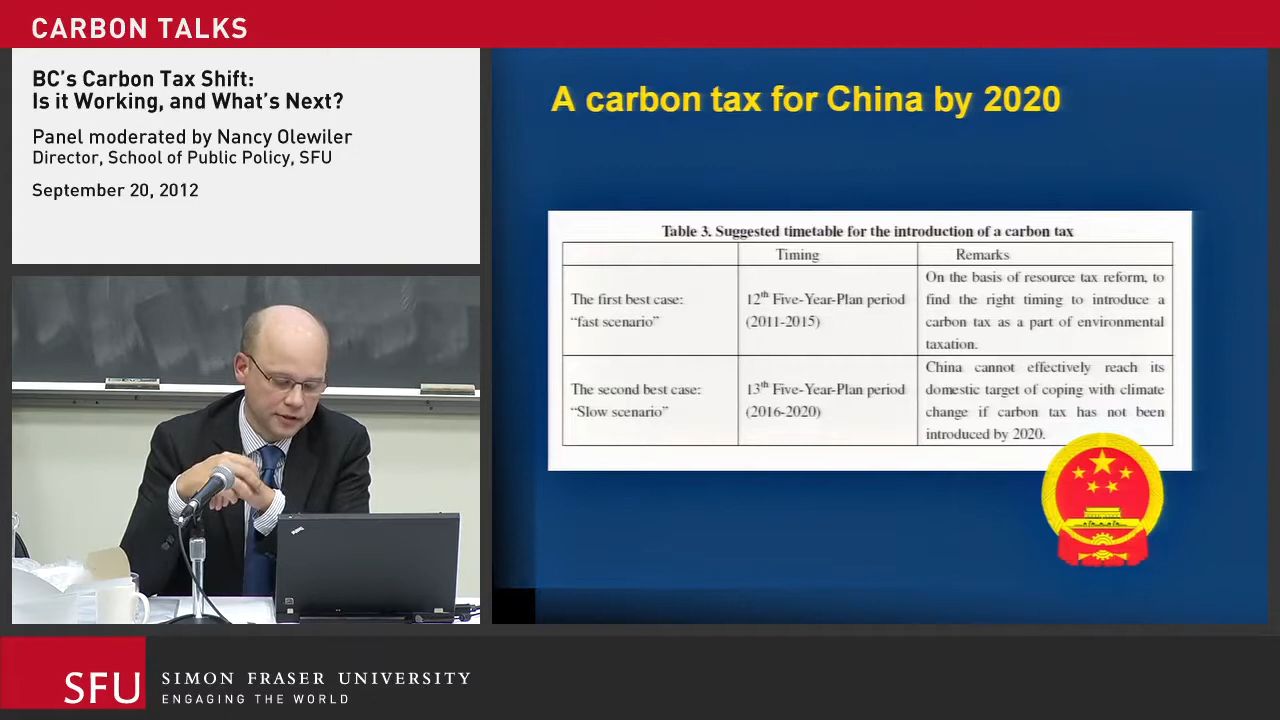 CARBON TALKS
BC's Carbon Tax Shift:
Is it Working, and What's Next?
Panel moderated by Nancy Olewiler
Director, School of Public Policy, SFU
September 20, 2012
A carbon tax for China by 2020
Table 3. Suggested timetable for the introduction of a carbon tax
Timing
Remarks
The first best case:
“fast scenario”
12th Five-Year-Plan period
(2011-2015)
On the basis of resource tax reform, to
find the right timing to introduce a
carbon tax as a part of environmental
taxation.
The second best case:
“Slow scenario”
13th Five-Year-Plan period
(2016-2020)
China cannot effectively reach its
domestic target of coping with climate
change if carbon tax has not been
introduced by 2020.
SFU
SIMON FRASER UNIVERSITY
ENGAGING THE WORLD